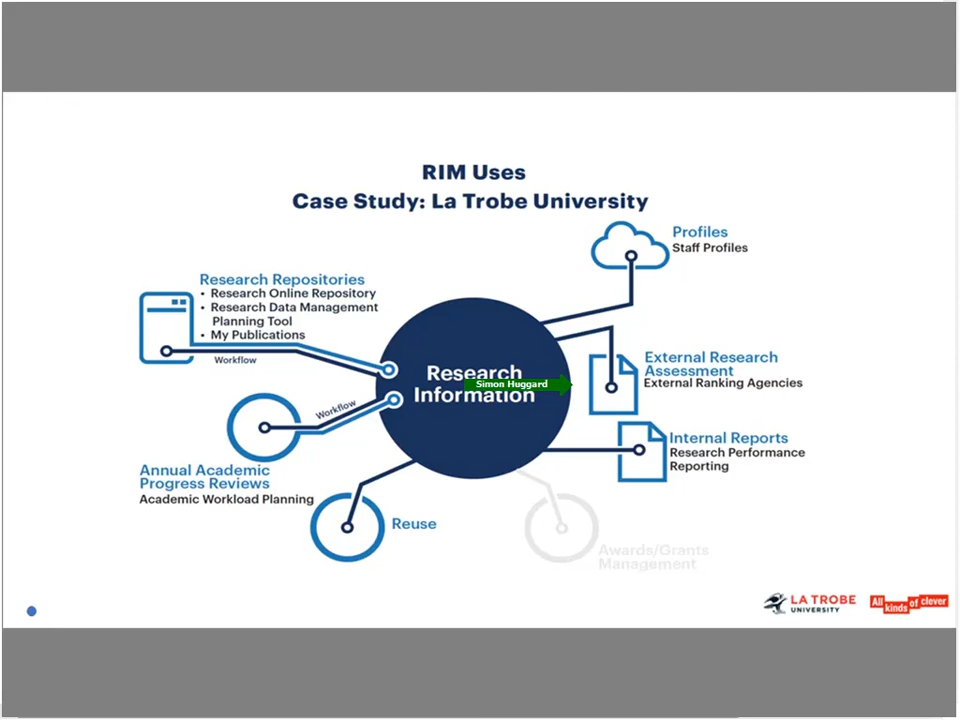 RIM Uses
Case Study: La Trobe University
Profiles
Staff Profiles
Research Repositories
• Research Online Repository
• Research Data Management
Planning Tool
• My Publications
Workflow
External Research
Assessment
External Ranking Agencies
Research
Simon Huggard
Information
Workflow
Internal Reports
Research Performance
Reporting
Annual Academic
Progress Reviews
Academic Workload Planning
Reuse
Awards/Grants
Management
LA TROBE
UNIVERSITY
All kinds of clever